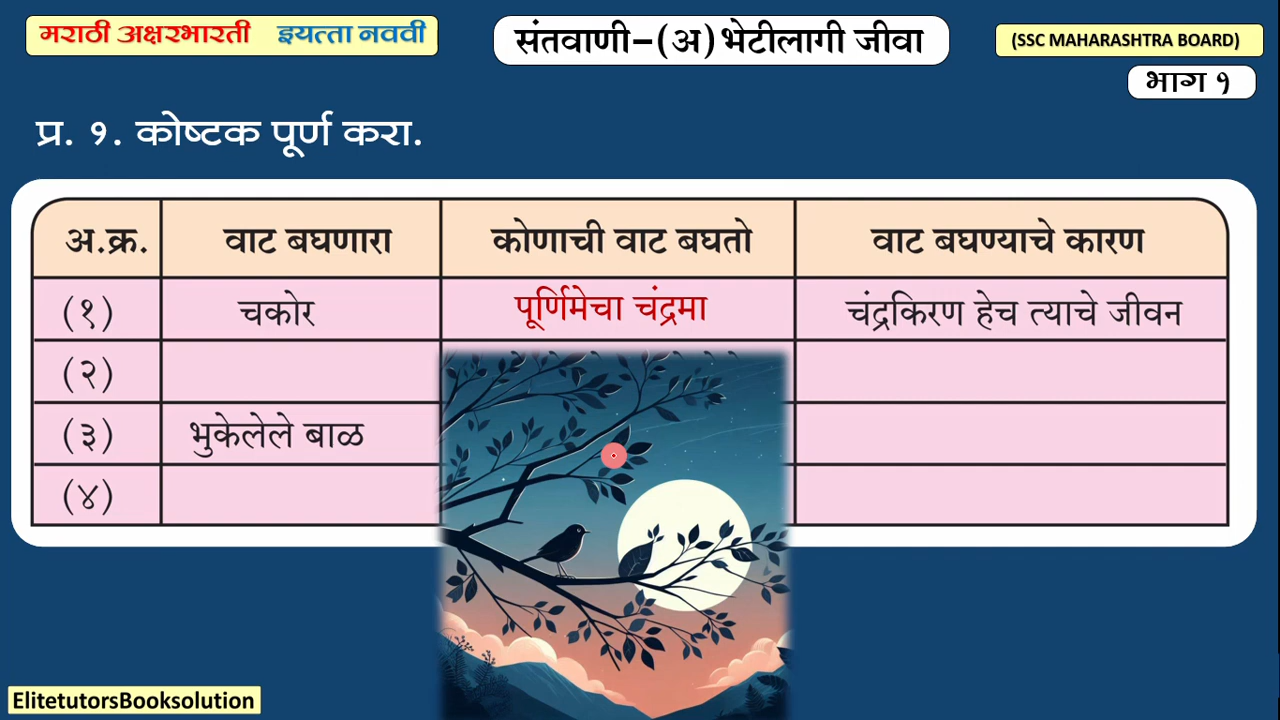 मराठी अक्षरभारती इयत्ता नववी
संतवाणी–(अ) भेटीलागी जीवा
(SSC MAHARASHTRA BOARD)
भाग १
प्र. १. कोष्टक पूर्ण करा.
अ.क्र. वाट बघणारा कोणाची वाट बघतो वाट बघण्याचे कारण
(१) चकोर पूर्णिमेचा चंद्रमा चंद्रकिरण हेच त्याचे जीवन
(२)
(३) भुकेलेले बाळ
(४)
ElitetutorsBooksolution